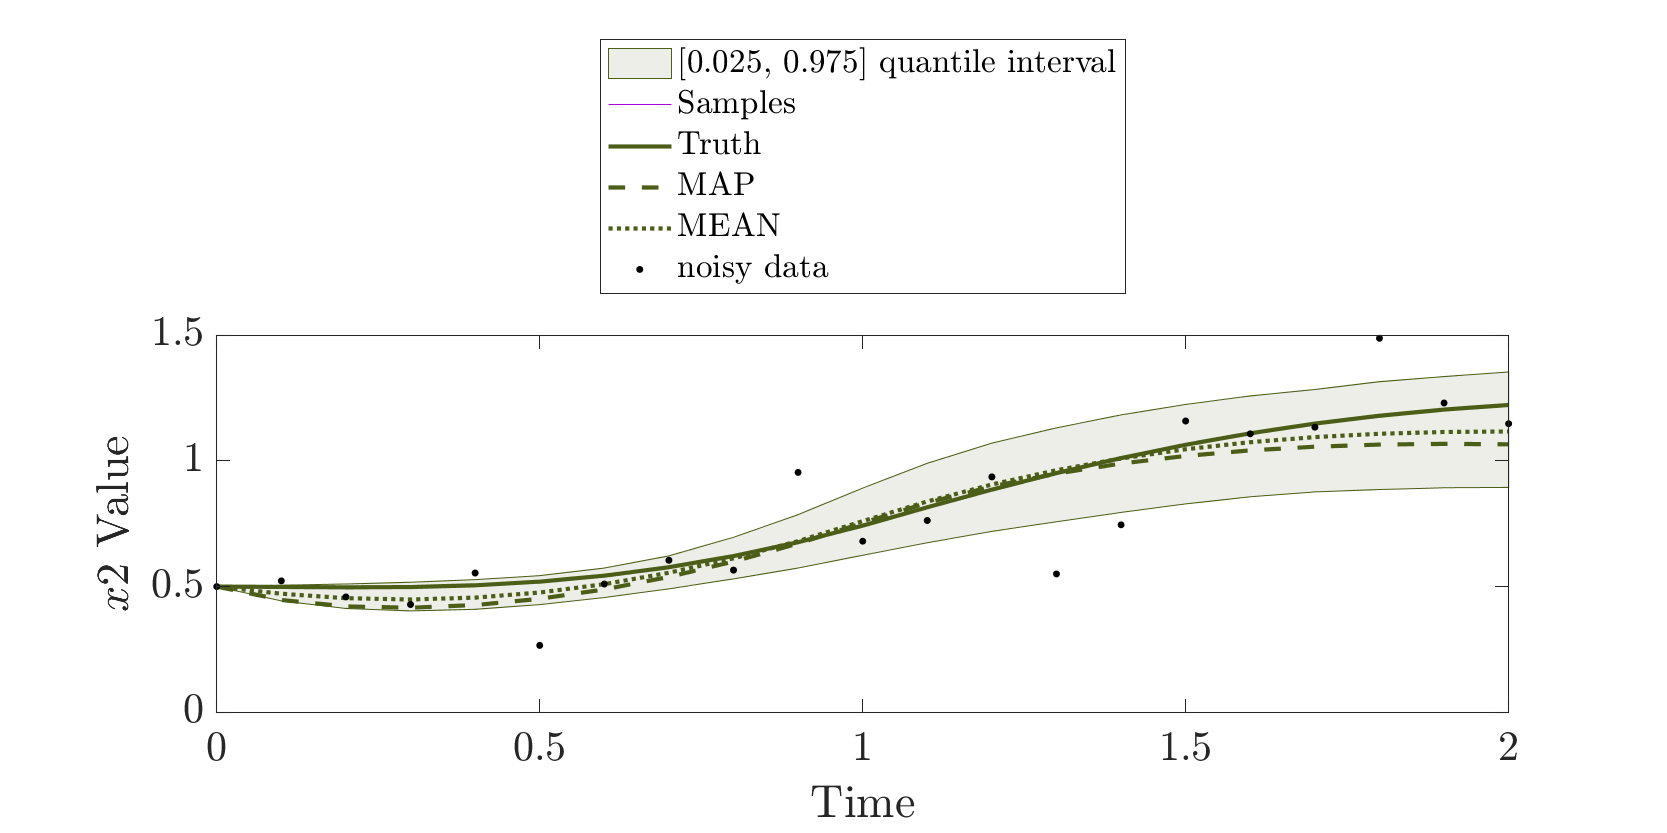 [0.025, 0.975] quantile interval
Samples
Truth
MAP
MEAN
noisy data
1.5
1
0.5
0
x2 Value
0 0.5 1 1.5 2
Time